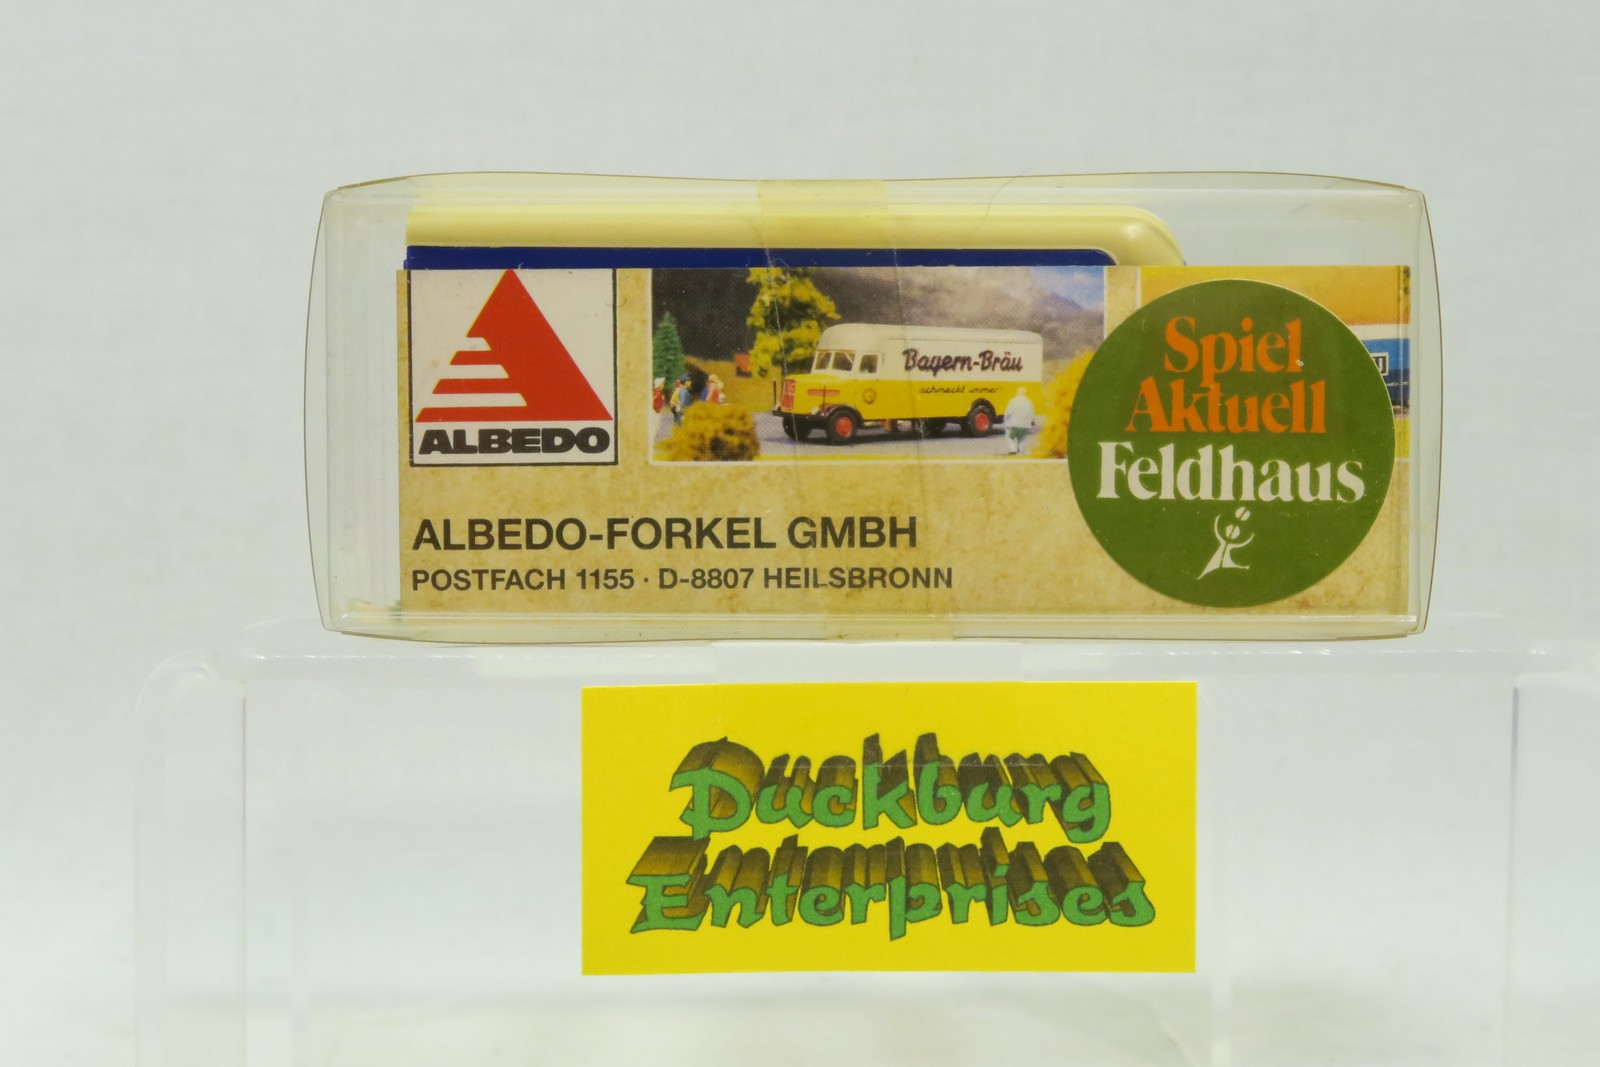 ALBEDO
Bayern-Bräu
schmeckt immer!
Spiel
Aktuell
Feldhaus
ALBEDO-FORKEL GMBH
POSTFACH 1155 · D-8807 HEILSBRONN
Duckburg
Enterprises